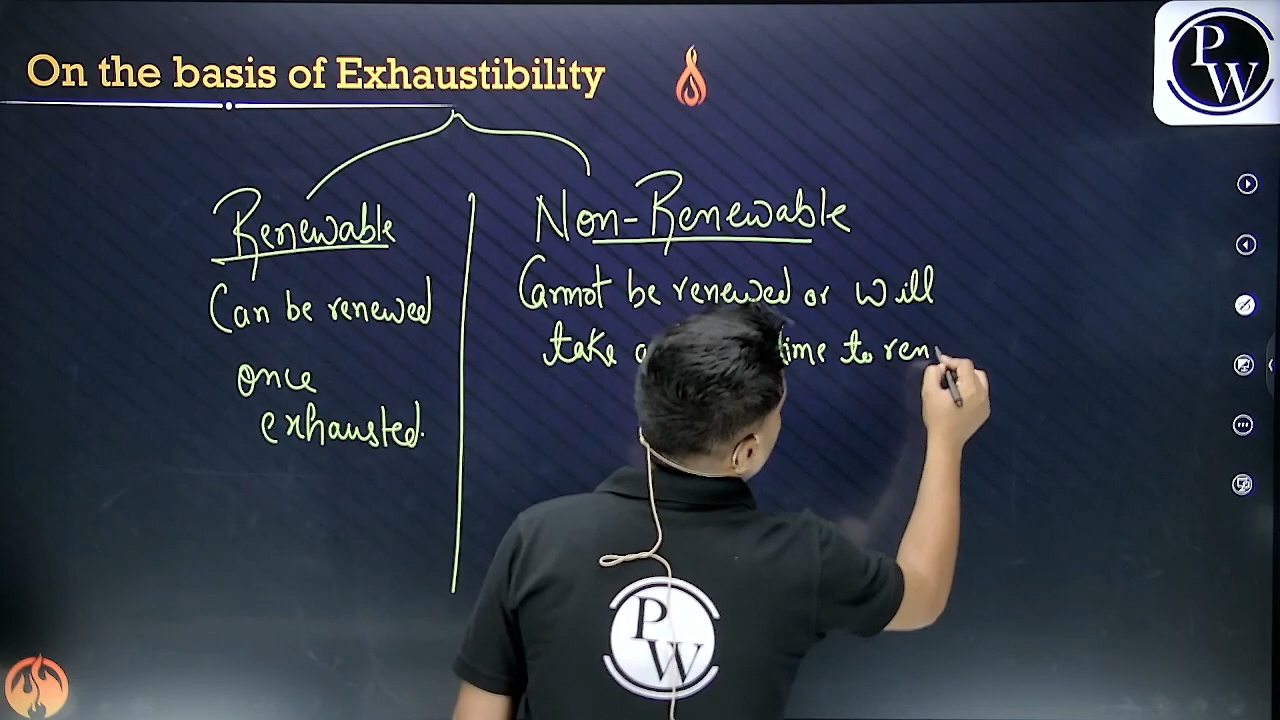 On the basis of Exhaustibility
PW
Renewable
Non-Renewable
Can be renewed
once
exhausted.
Cannot be renewed or will
take a time to ren
PW